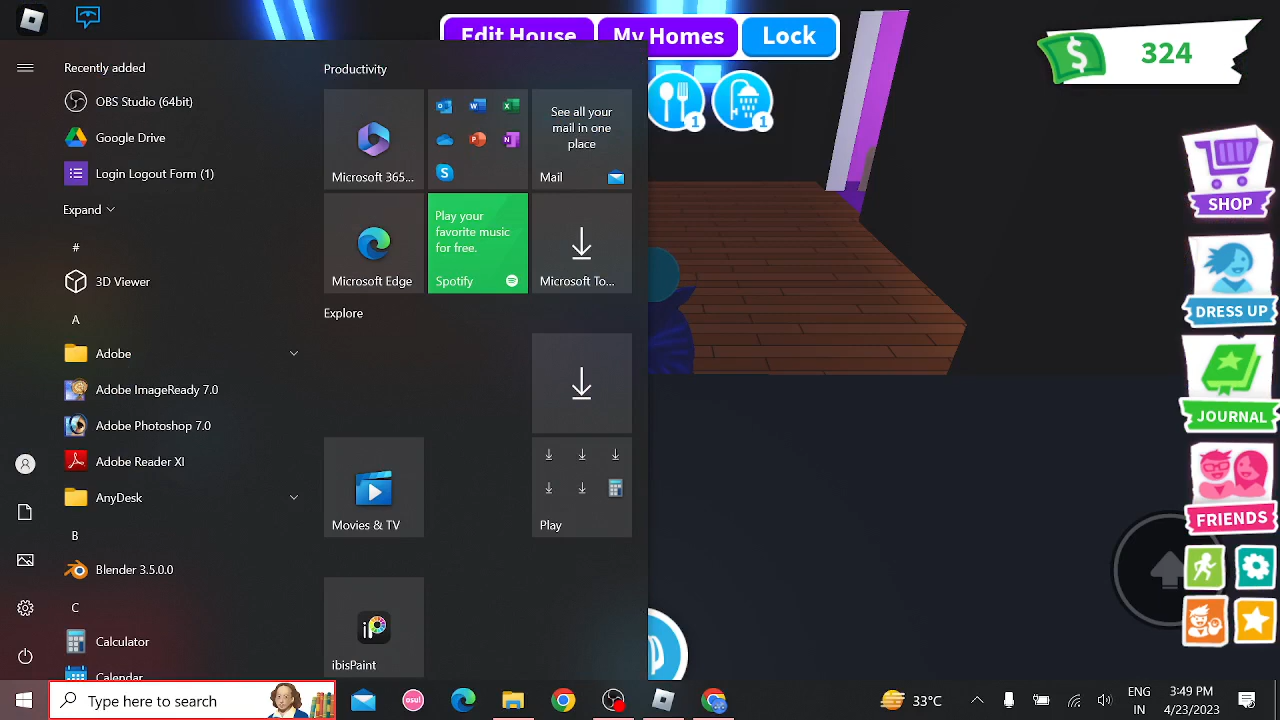 Edit House
My Homes
Lock
$
324
1
1
SHOP
DRESS UP
JOURNAL
FRIENDS
Recently added
OBS Studio (64bit)
Google Drive
Login Logout Form (1)
Expand
#
3D Viewer
A
Adobe
Adobe ImageReady 7.0
Adobe Photoshop 7.0
Adobe Reader XI
AnyDesk
B
Blender 3.5.0.0
C
Calculator
Calendar
Productivity
Microsoft 365...
See all your
mail in one
place
Mail
Microsoft Edge
Play your
favorite music
for free.
Spotify
Microsoft To...
Explore
Movies & TV
Play
iP
ibisPaint
Type here to search
osu!
33°C
ENG
IN
3:49 PM
4/23/2023